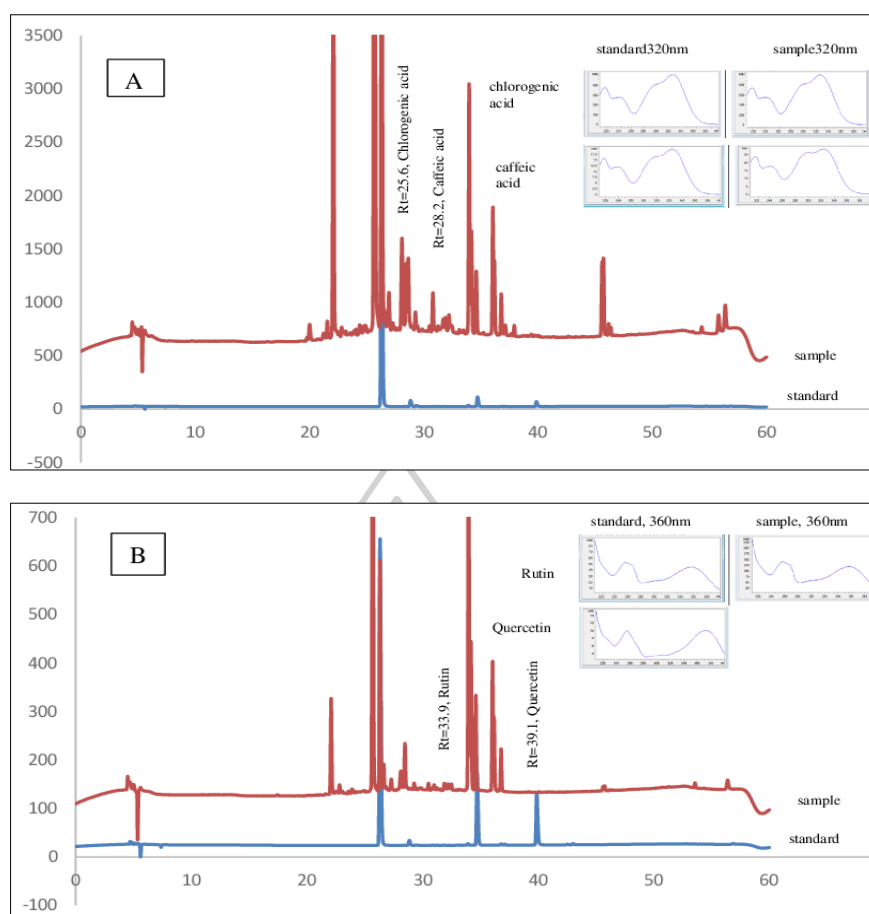 A
standard320nm sample320nm
chlorogenic
acid
caffeic
acid
Rt=25.6, Chlorogenic acid
Rt=28.2, Caffeic acid
3500
3000
2500
2000
1500
1000
500
0
-500
sample
standard
0 10 20 30 40 50 60
B
standard, 360nm sample, 360nm
Rutin
Quercetin
Rt=33.9, Rutin
Rt=39.1, Quercetin
700
600
500
400
300
200
100
0
-100
sample
standard
0 10 20 30 40 50 60